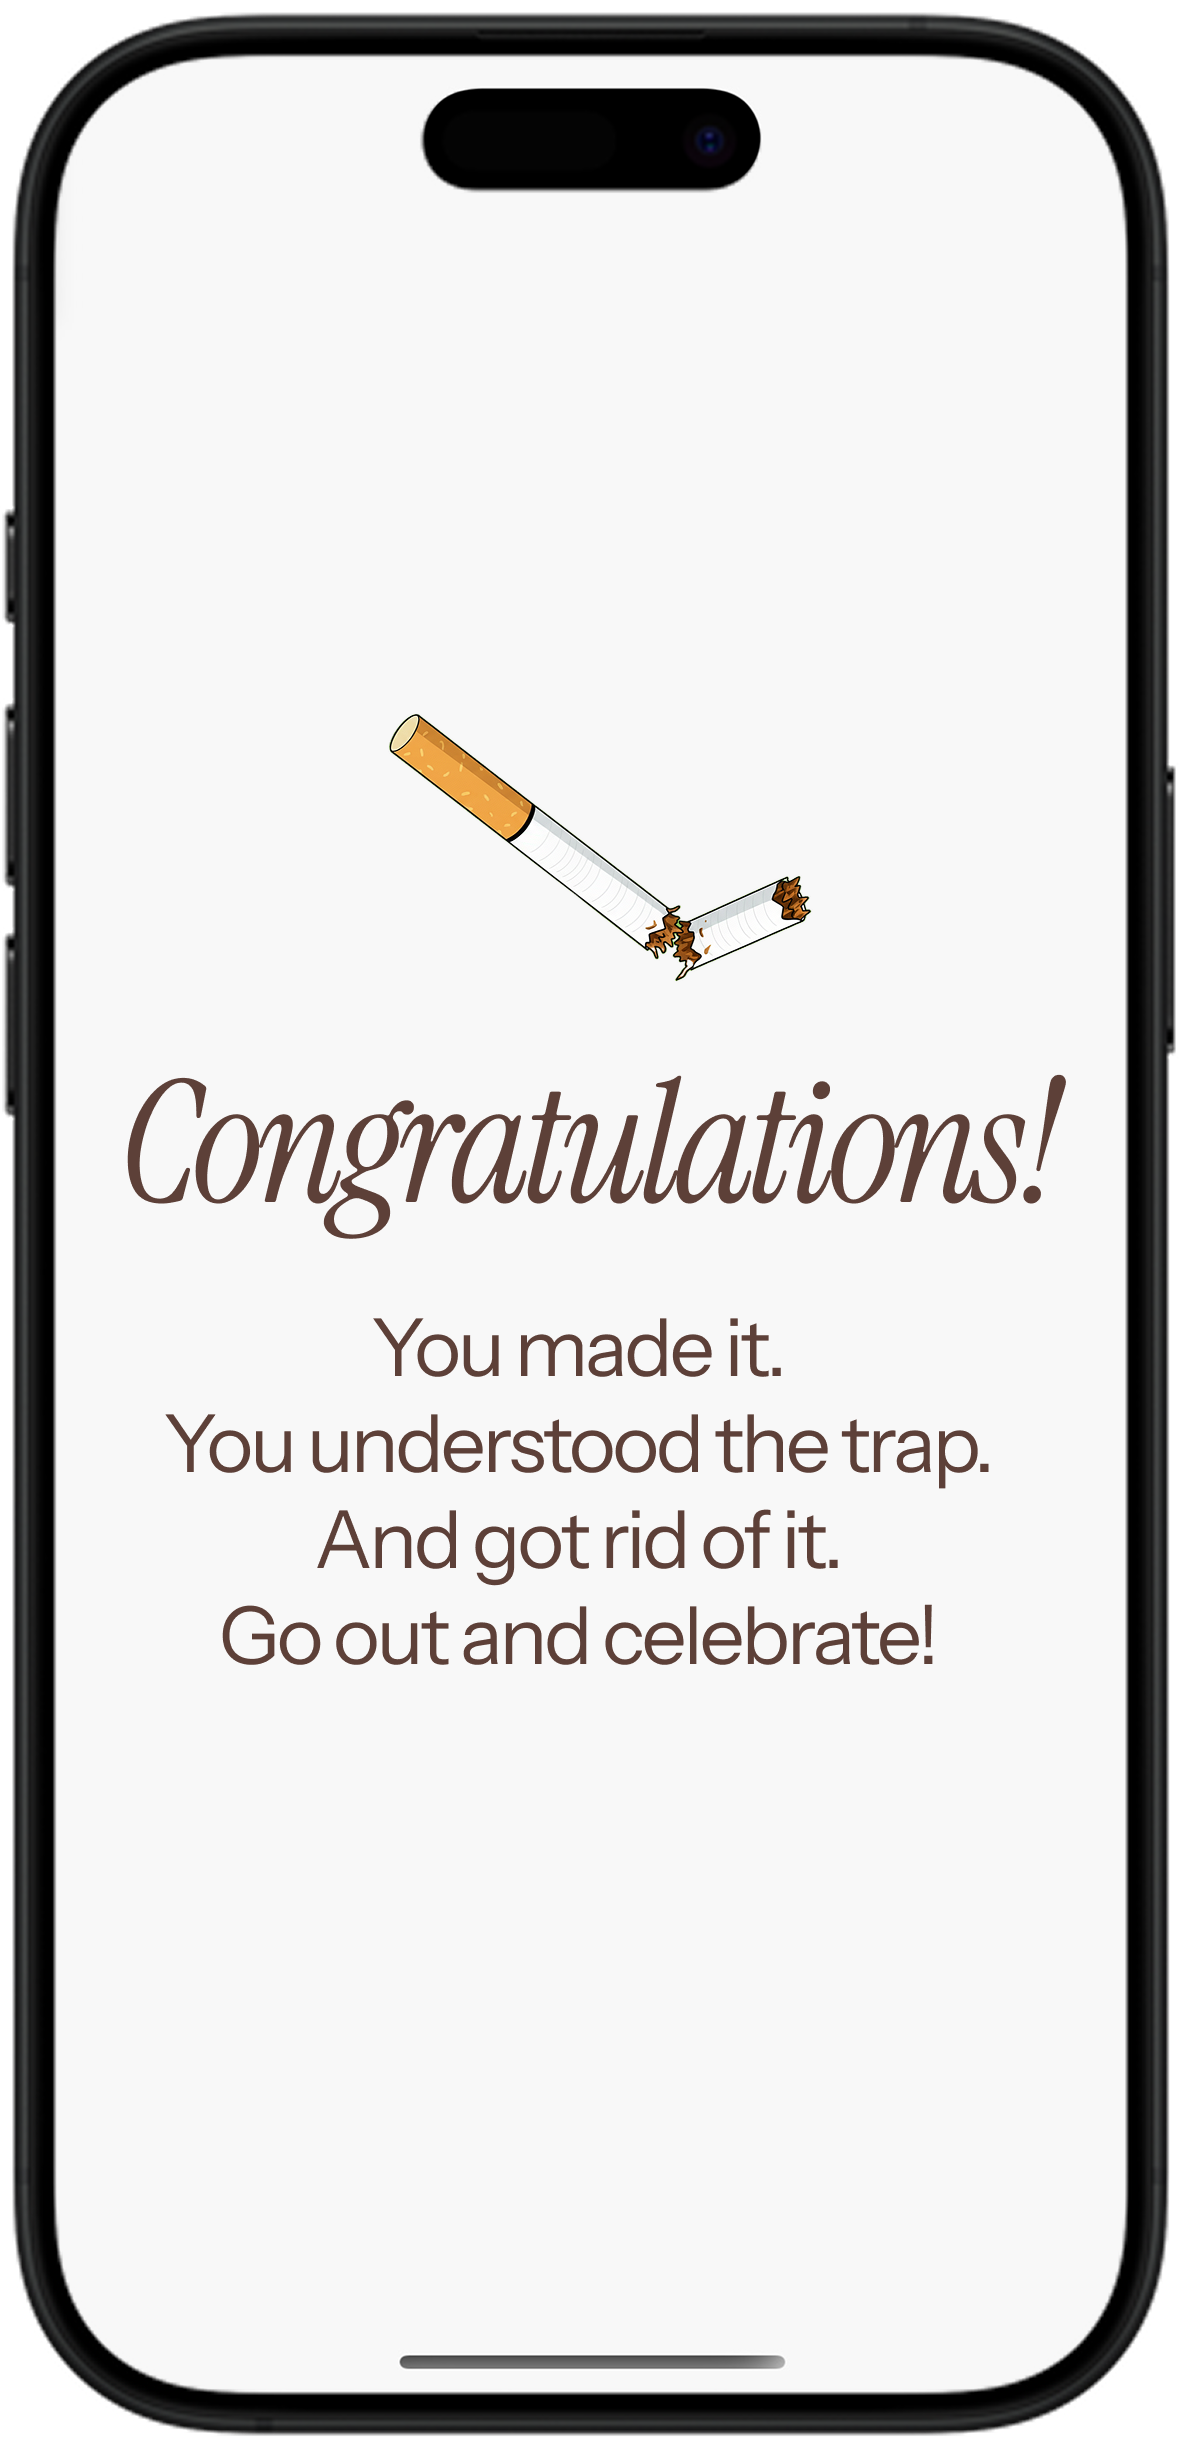 Congratulations!
You made it.
You understood the trap.
And got rid of it.
Go out and celebrate!